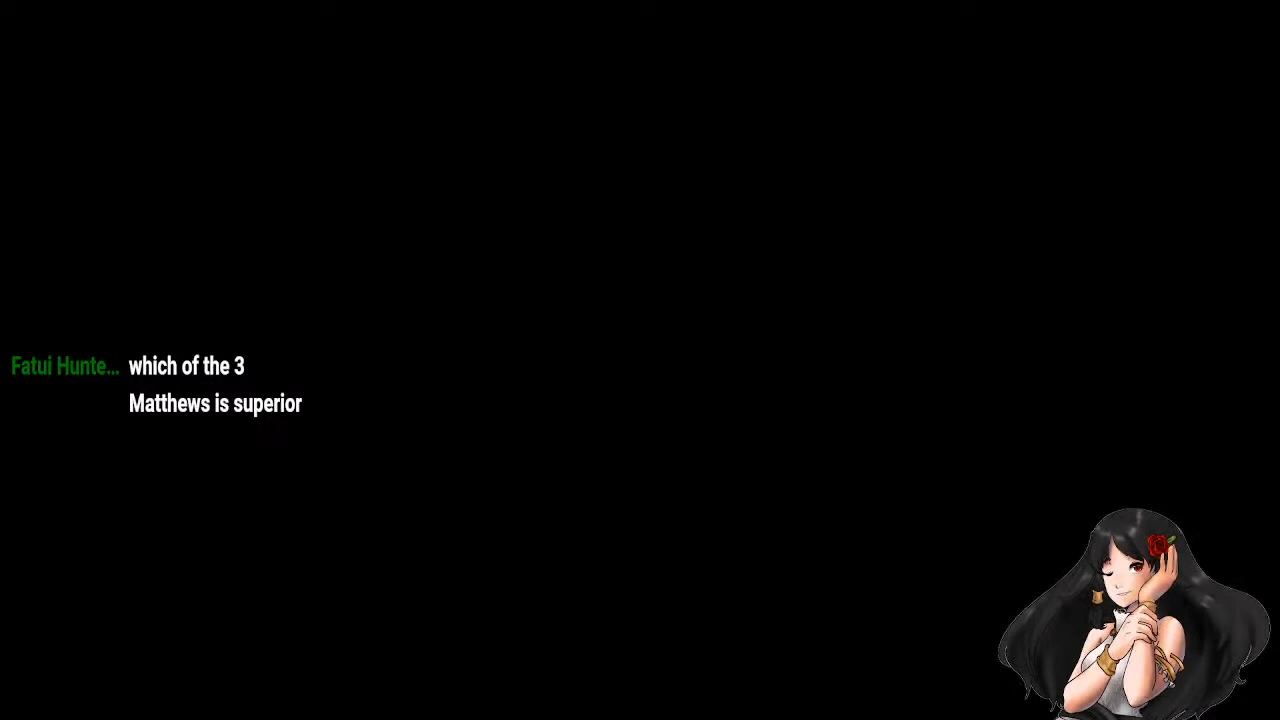 Fatui Hunte... which of the 3
Matthews is superior